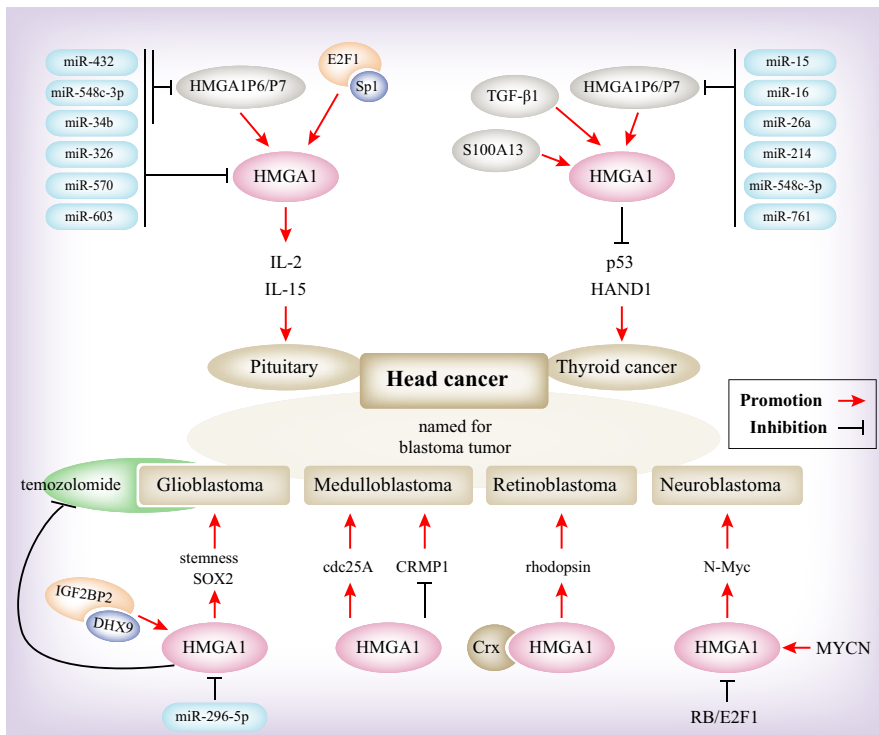 miR-432
miR-548c-3p
miR-34b
miR-326
miR-570
miR-603
HMGA1P6/P7
E2F1
Sp1
HMGA1
IL-2
IL-15
Pituitary
TGF-β1
HMGA1P6/P7
S100A13
HMGA1
p53
HAND1
Thyroid cancer
miR-15
miR-16
miR-26a
miR-214
miR-548c-3p
miR-761
Head cancer
named for
blastoma tumor
Promotion
Inhibition
temozolomide
Glioblastoma
Medulloblastoma
Retinoblastoma
Neuroblastoma
stemness
SOX2
IGF2BP2
DHX9
HMGA1
miR-296-5p
cdc25A
CRMP1
HMGA1
rhodopsin
Crx
HMGA1
N-Myc
HMGA1
MYCN
RB/E2F1